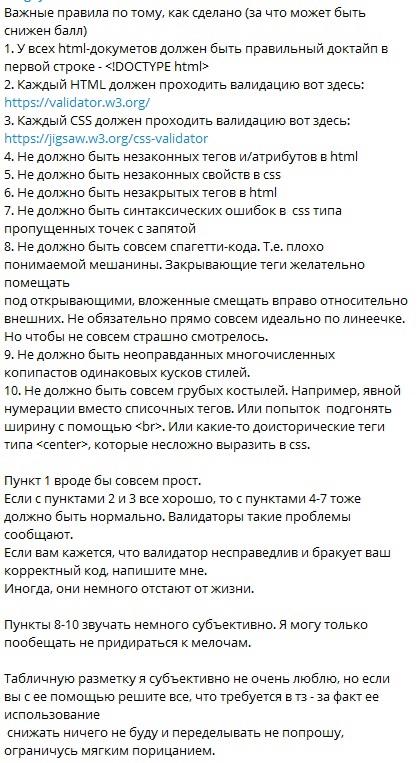 Важные правила по тому, как сделано (за что может быть
снижен балл)
1. У всех html-докуметов должен быть правильный доктайп в
первой строке - <!DOCTYPE html>
2. Каждый HTML должен проходить валидацию вот здесь:
https://validator.w3.org/
3. Каждый CSS должен проходить валидацию вот здесь:
https://jigsaw.w3.org/css-validator
4. Не должно быть незаконных тегов и/атрибутов в html
5. Не должно быть незаконных свойств в css
6. Не должно быть незакрытых тегов в html
7. Не должно быть синтаксических ошибок в css типа
пропущенных точек с запятой
8. Не должно быть совсем спагетти-кода. Т.е. плохо
понимаемой мешанины. Закрывающие теги желательно
помещать
под открывающими, вложенные смещать вправо относительно
внешних. Не обязательно прямо совсем идеально по линеечке.
Но чтобы не совсем страшно смотрелось.
9. Не должно быть неоправданных многочисленных
копипастов одинаковых кусков стилей.
10. Не должно быть совсем грубых костылей. Например, явной
нумерации вместо списочных тегов. Или попыток подгонять
ширину с помощью <br>. Или какие-то доисторические теги
типа <center>, которые несложно выразить в css.
Пункт 1 вроде бы совсем прост.
Если с пунктами 2 и 3 все хорошо, то с пунктами 4-7 тоже
должно быть нормально. Валидаторы такие проблемы
сообщают.
Если вам кажется, что валидатор несправедлив и бракует ваш
корректный код, напишите мне.
Иногда, они немного отстают от жизни.
Пункты 8-10 звучать немного субъективно. Я могу только
пообещать не придираться к мелочам.
Табличную разметку я субъективно не очень люблю, но если
вы с ее помощью решите все, что требуется в тз - за факт ее
использование
снижать ничего не буду и переделывать не попрошу,
ограничусь мягким порицанием.